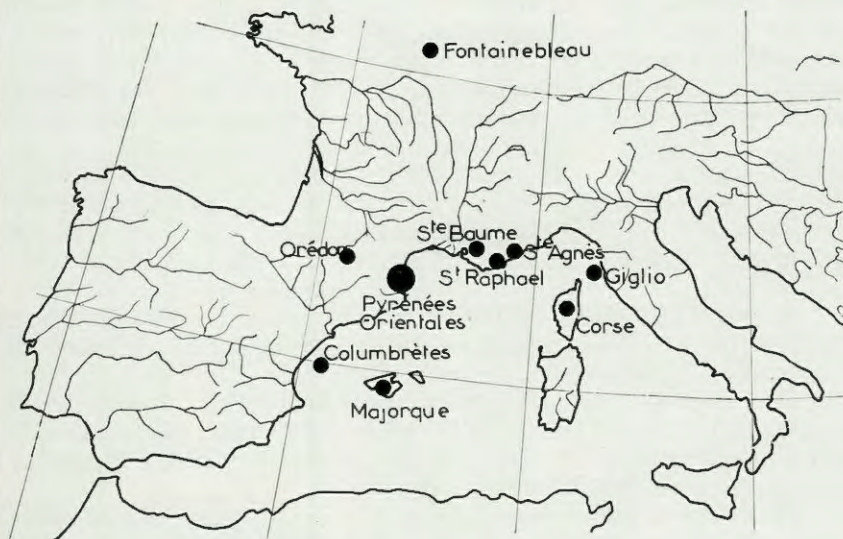 Fontainebleau
Ste Baume
Orédon
Ste Agnès
St Raphael
Giglio
Pyrénées
Orientales
Corse
Columbrètes
Majorque